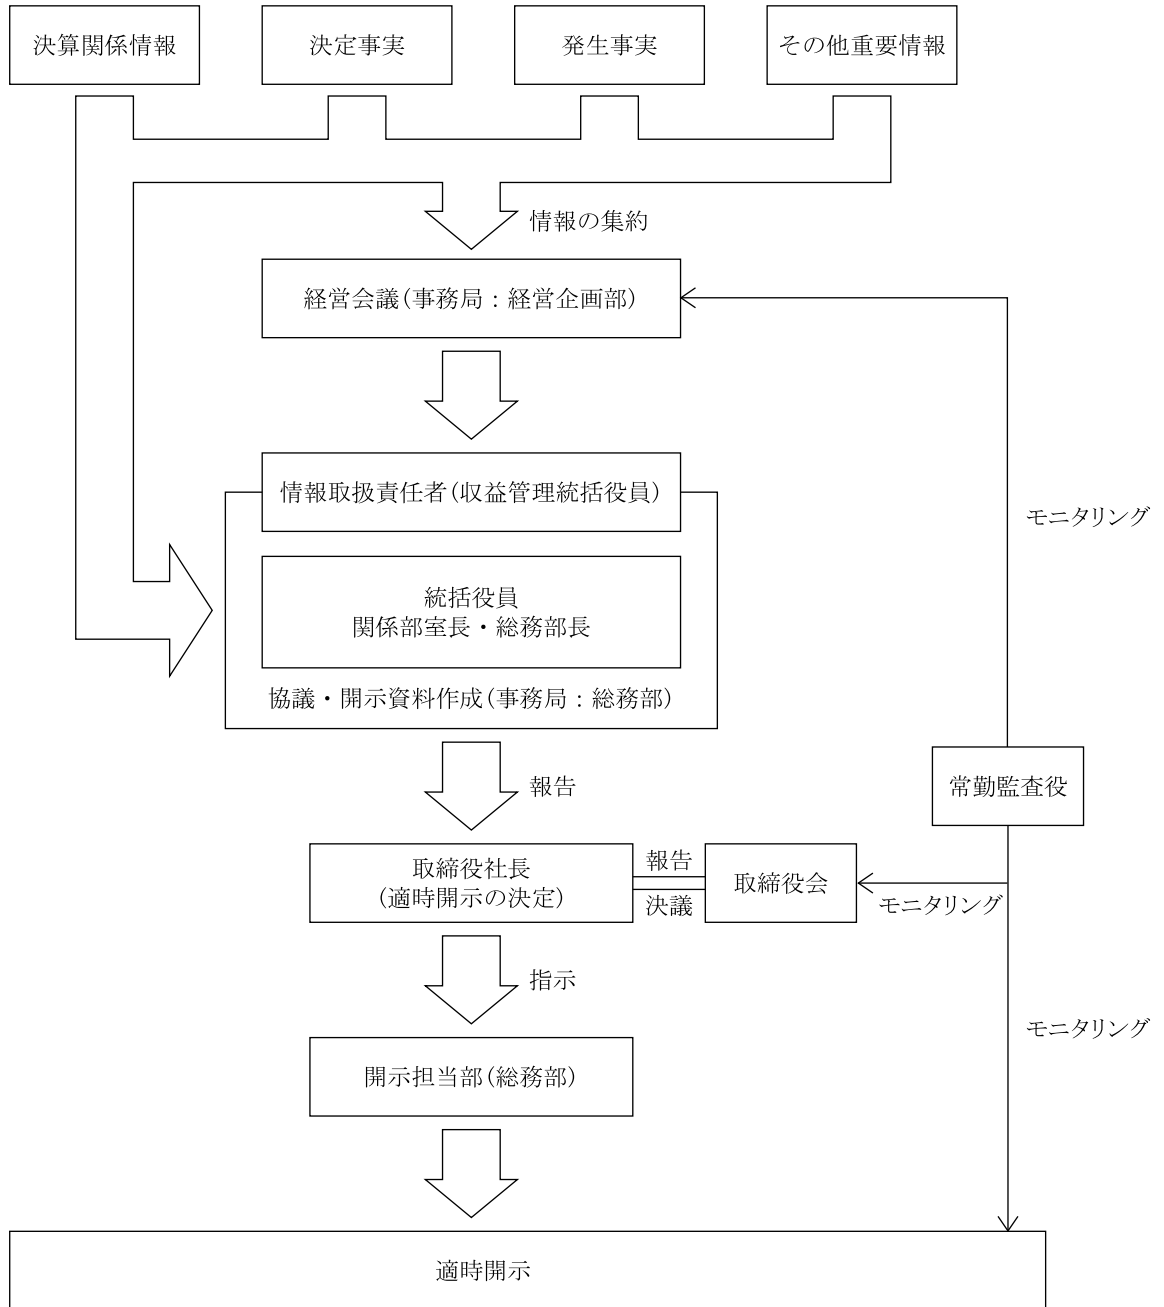 決算関係情報
決定事実
発生事実
その他重要情報
情報の集約
経営会議(事務局：経営企画部)
情報取扱責任者(収益管理統括役員)
モニタリング
統括役員
関係部室長・総務部長
協議・開示資料作成(事務局：総務部)
報告
常勤監査役
取締役社長
(適時開示の決定)
報告
決議
取締役会
モニタリング
指示
モニタリング
開示担当部(総務部)
適時開示